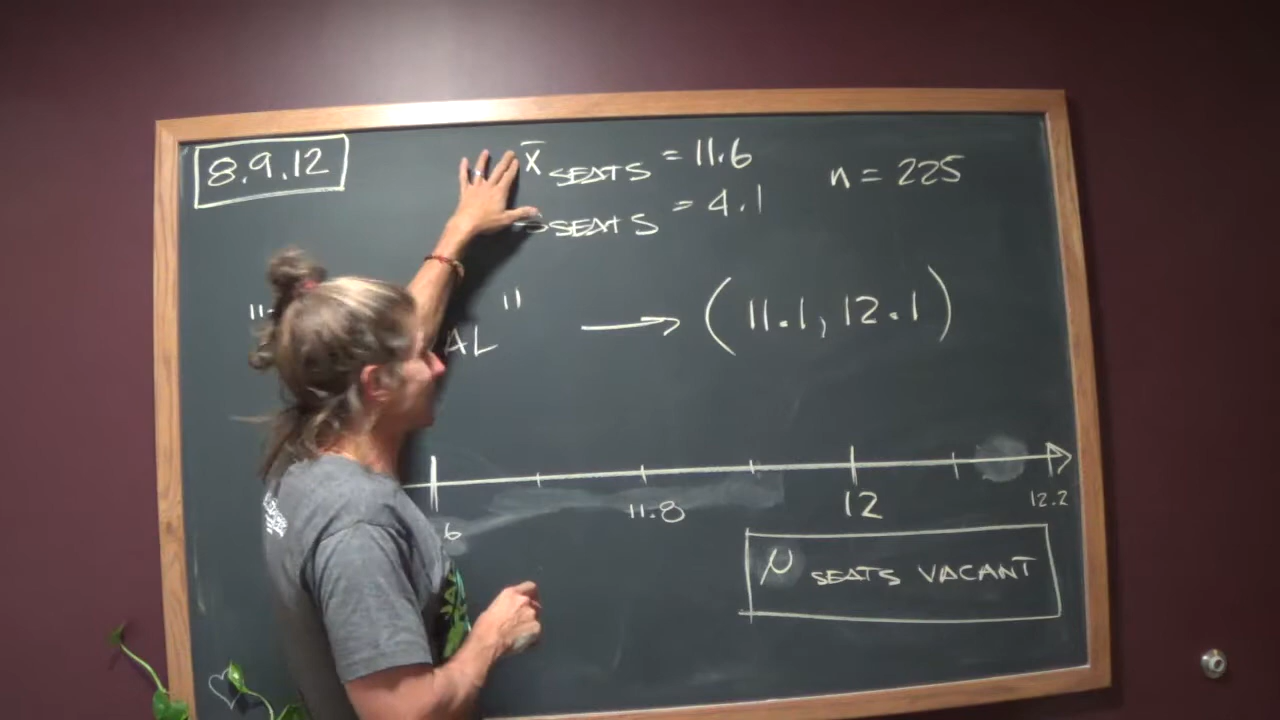 8.9.12
x̄ SEATS = 11.6
n = 225
SEATS = 4.1
AL" → (11.1, 12.1)
6 11.8 12 12.2
μ SEATS VACANT